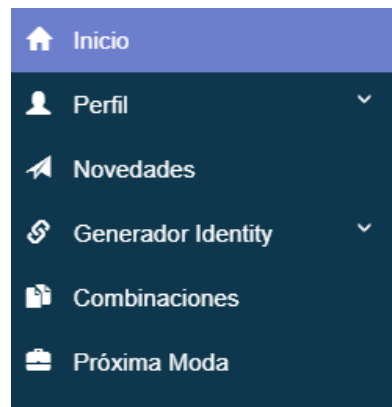 Inicio
Perfil
Novedades
Generador Identity
Combinaciones
Próxima Moda